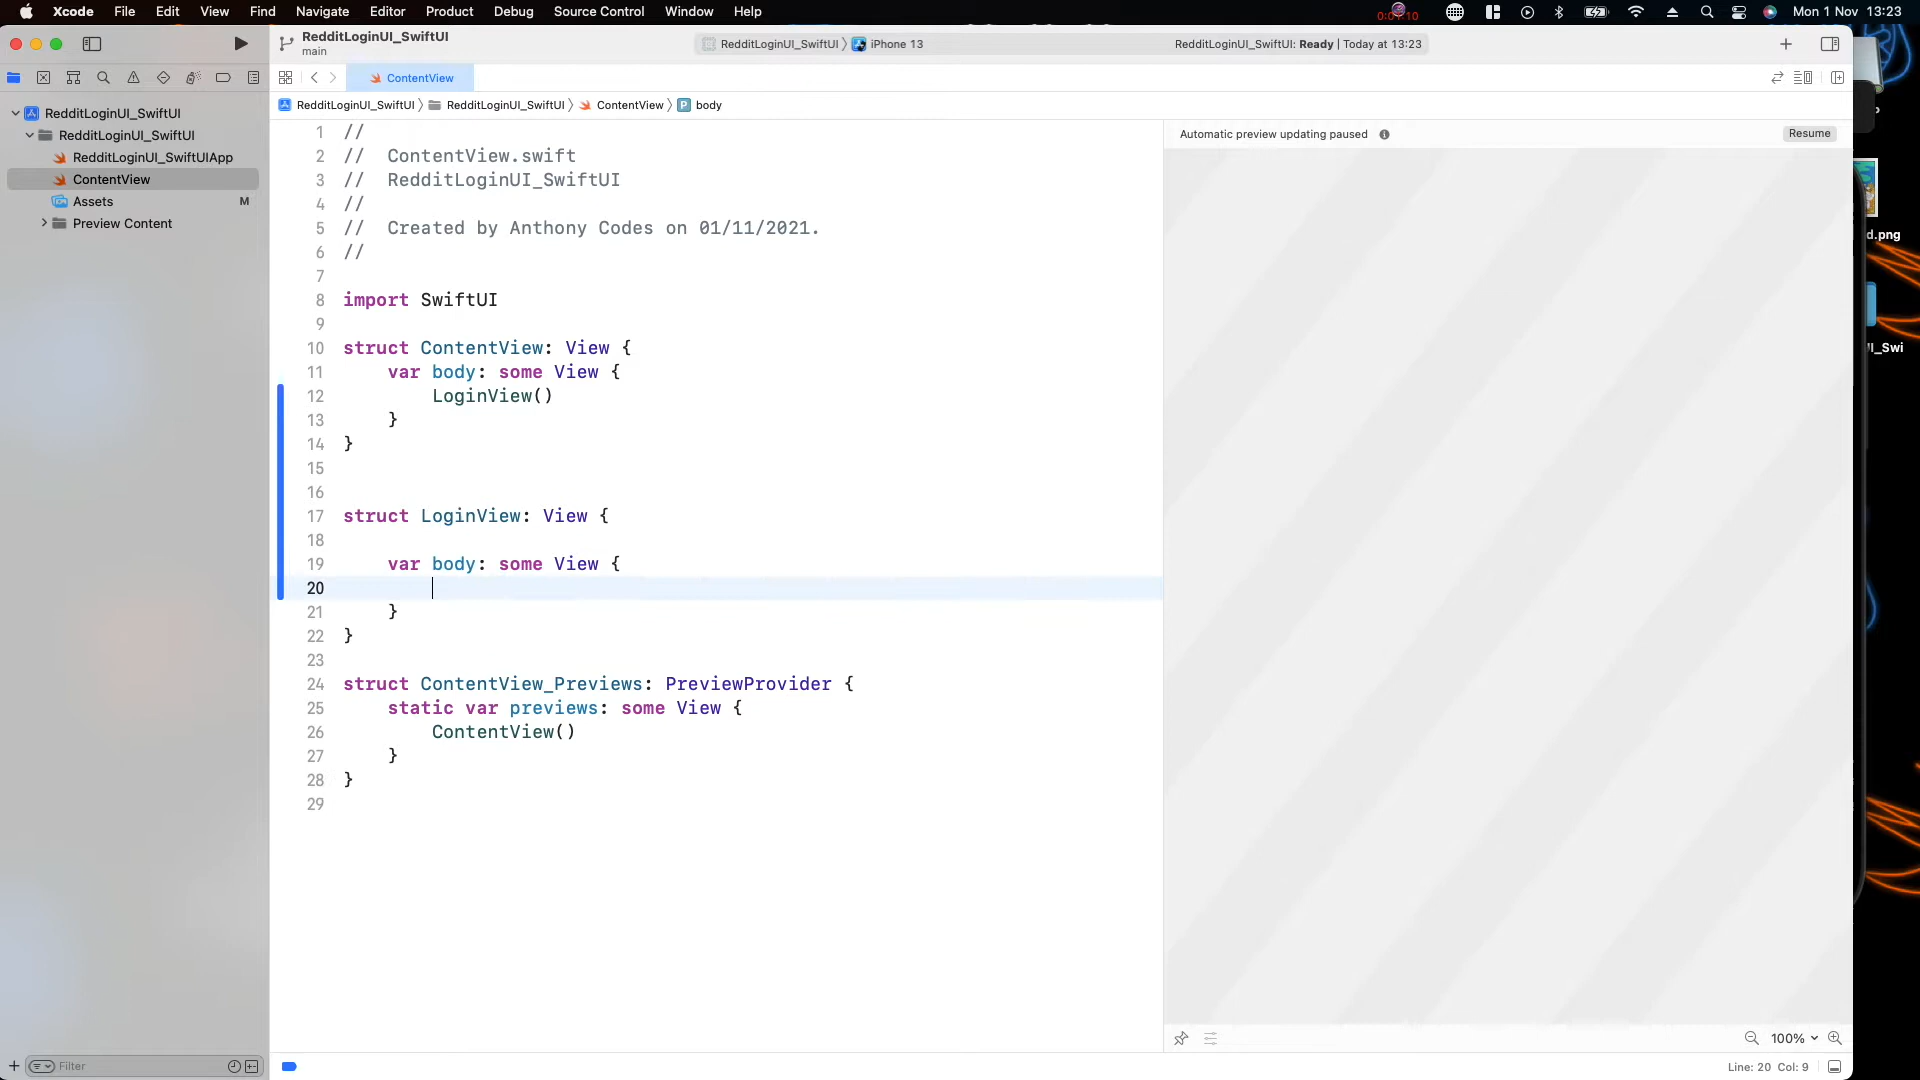 Xcode File Edit View Find Navigate Editor Product Debug Source Control Window Help Mon 1 Nov 13:23
RedditLoginUI_SwiftUI
main
RedditLoginUI_SwiftUI 〉 iPhone 13
RedditLoginUI_SwiftUI: Ready | Today at 13:23
ContentView
RedditLoginUI_SwiftUI 〉 RedditLoginUI_SwiftUI 〉 ContentView 〉 P body
RedditLoginUI_SwiftUI
RedditLoginUI_SwiftUI
RedditLoginUI_SwiftUIApp
ContentView
Assets M
Preview Content
1 //
2 //  ContentView.swift
3 //  RedditLoginUI_SwiftUI
4 //
5 //  Created by Anthony Codes on 01/11/2021.
6 //
7
8 import SwiftUI
9
10 struct ContentView: View {
11     var body: some View {
12         LoginView()
13     }
14 }
15
16
17 struct LoginView: View {
18
19     var body: some View {
20
21     }
22 }
23
24 struct ContentView_Previews: PreviewProvider {
25     static var previews: some View {
26         ContentView()
27     }
28 }
29
Automatic preview updating paused
Resume
d.png
I_Swi
100%
Filter
Line: 20 Col: 9